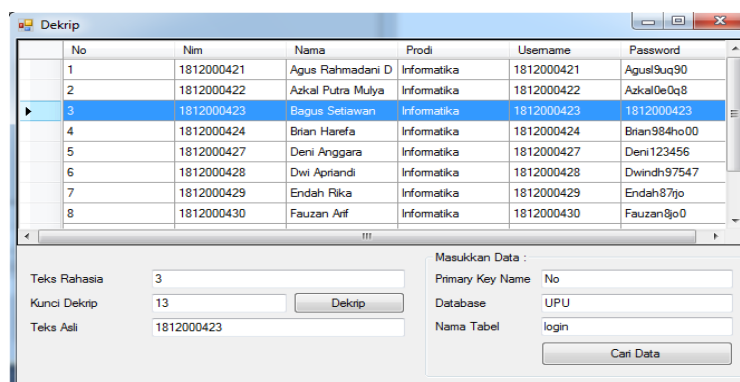 Dekrip
No Nim Nama Prodi Username Password
1 1812000421 Agus Rahmadani D Informatika 1812000421 Agusl9uq90
2 1812000422 Azkal Putra Mulya Informatika 1812000422 Azkal0e0q8
3 1812000423 Bagus Setiawan Informatika 1812000423 1812000423
4 1812000424 Brian Harefa Informatika 1812000424 Brian984ho00
5 1812000427 Deni Anggara Informatika 1812000427 Deni123456
6 1812000428 Dwi Apriandi Informatika 1812000428 Dwindh97547
7 1812000429 Endah Rika Informatika 1812000429 Endah87rjo
8 1812000430 Fauzan Arif Informatika 1812000430 Fauzan8jo0
Masukkan Data :
Teks Rahasia 3 Primary Key Name No
Kunci Dekrip 13 Dekrip Database UPU
Teks Asli 1812000423 Nama Tabel login
Cari Data